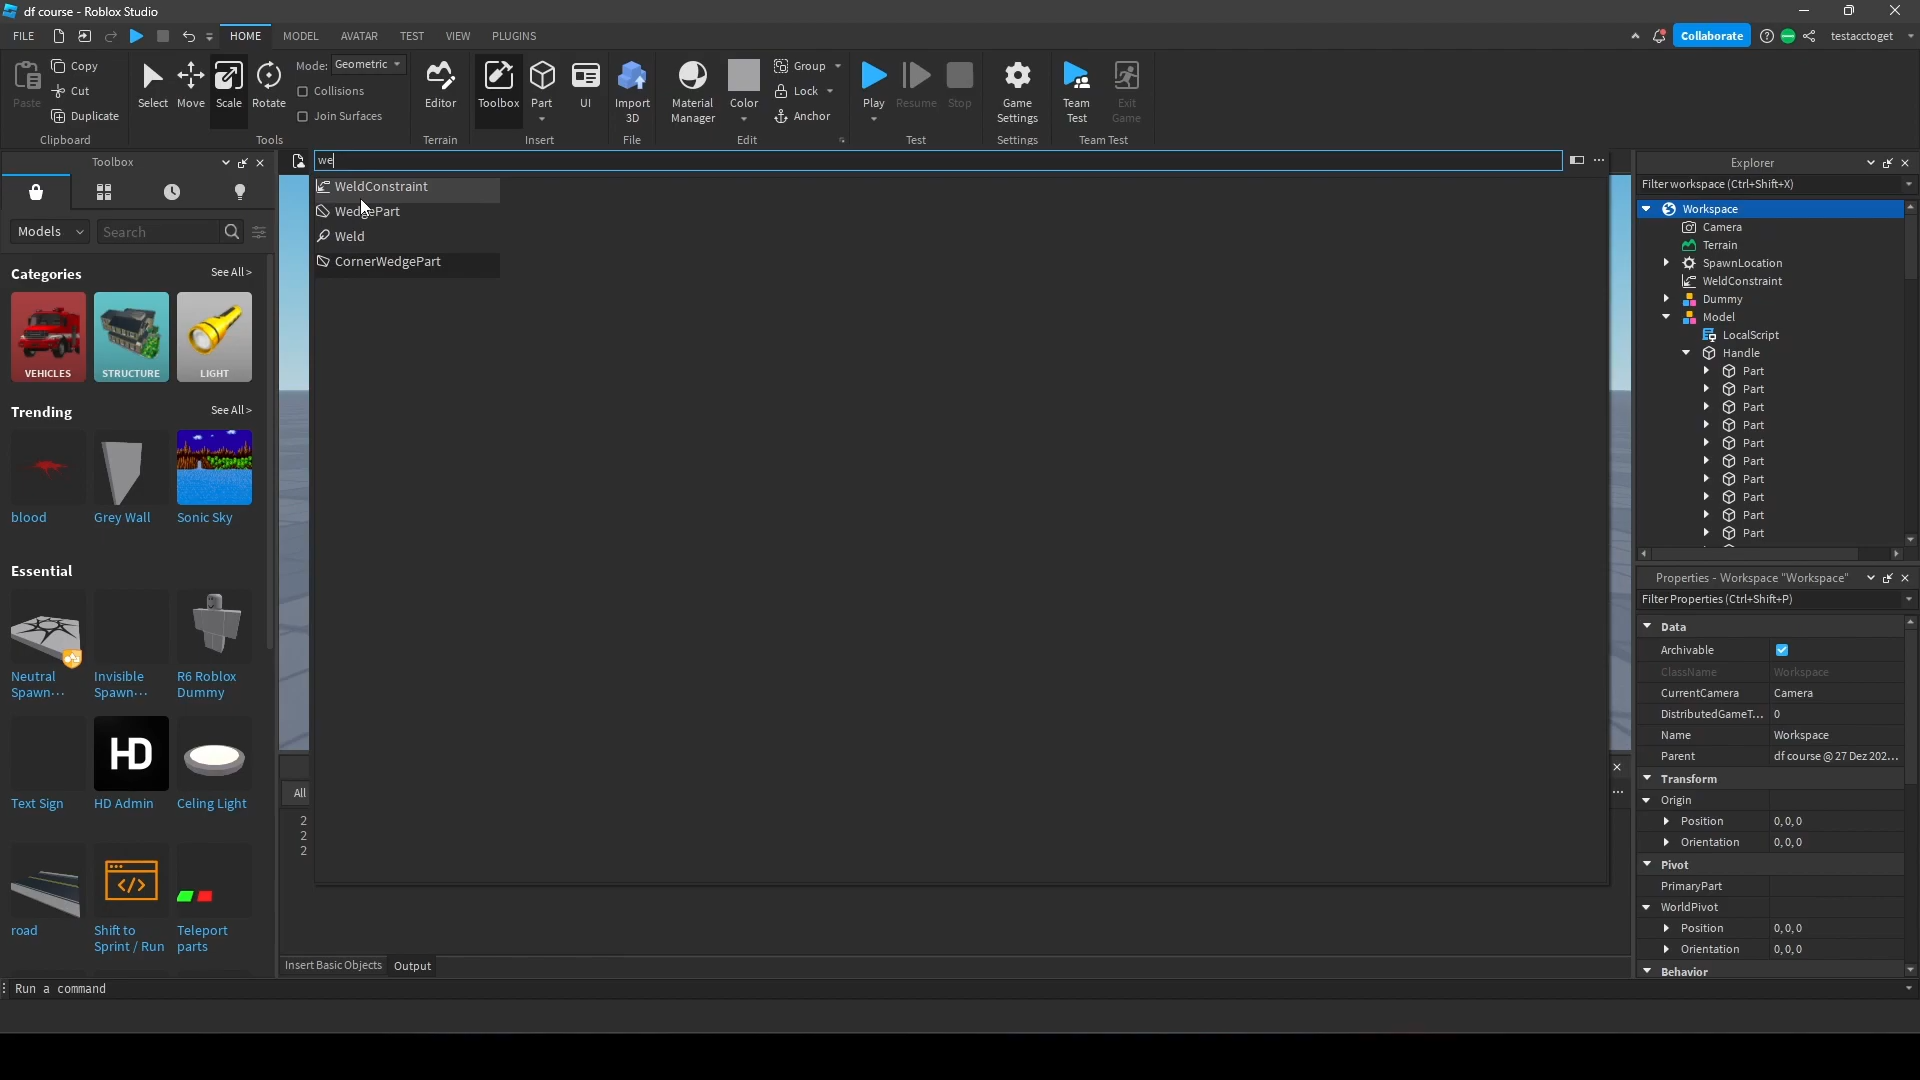 df course - Roblox Studio
FILE
HOME
MODEL
AVATAR
TEST
VIEW
PLUGINS
Collaborate
testacctoget
Paste
Copy
Cut
Duplicate
Clipboard
Select
Move
Scale
Rotate
Mode: Geometric
Collisions
Join Surfaces
Tools
Editor
Terrain
Toolbox
Part
UI
Insert
Import 3D
File
Material Manager
Color
Group
Lock
Anchor
Edit
Play
Resume
Stop
Test
Game Settings
Settings
Team Test
Exit Game
Team Test
Toolbox
Models
Search
Categories
See All >
VEHICLES
STRUCTURE
LIGHT
Trending
See All >
blood
Grey Wall
Sonic Sky
Essential
Neutral Spawn...
Invisible Spawn...
R6 Roblox Dummy
Text Sign
HD
HD Admin
Celing Light
road
Shift to Sprint / Run
Teleport parts
we
WeldConstraint
WedgePart
Weld
CornerWedgePart
All
2
2
2
Insert Basic Objects
Output
Run a command
Explorer
Filter workspace (Ctrl+Shift+X)
Workspace
Camera
Terrain
SpawnLocation
WeldConstraint
Dummy
Model
LocalScript
Handle
Part
Part
Part
Part
Part
Part
Part
Part
Part
Part
Properties - Workspace "Workspace"
Filter Properties (Ctrl+Shift+P)
Data
Archivable
ClassName Workspace
CurrentCamera Camera
DistributedGameT... 0
Name Workspace
Parent df course @ 27 Dez 202...
Transform
Origin
Position 0, 0, 0
Orientation 0, 0, 0
Pivot
PrimaryPart
WorldPivot
Position 0, 0, 0
Orientation 0, 0, 0
Behavior